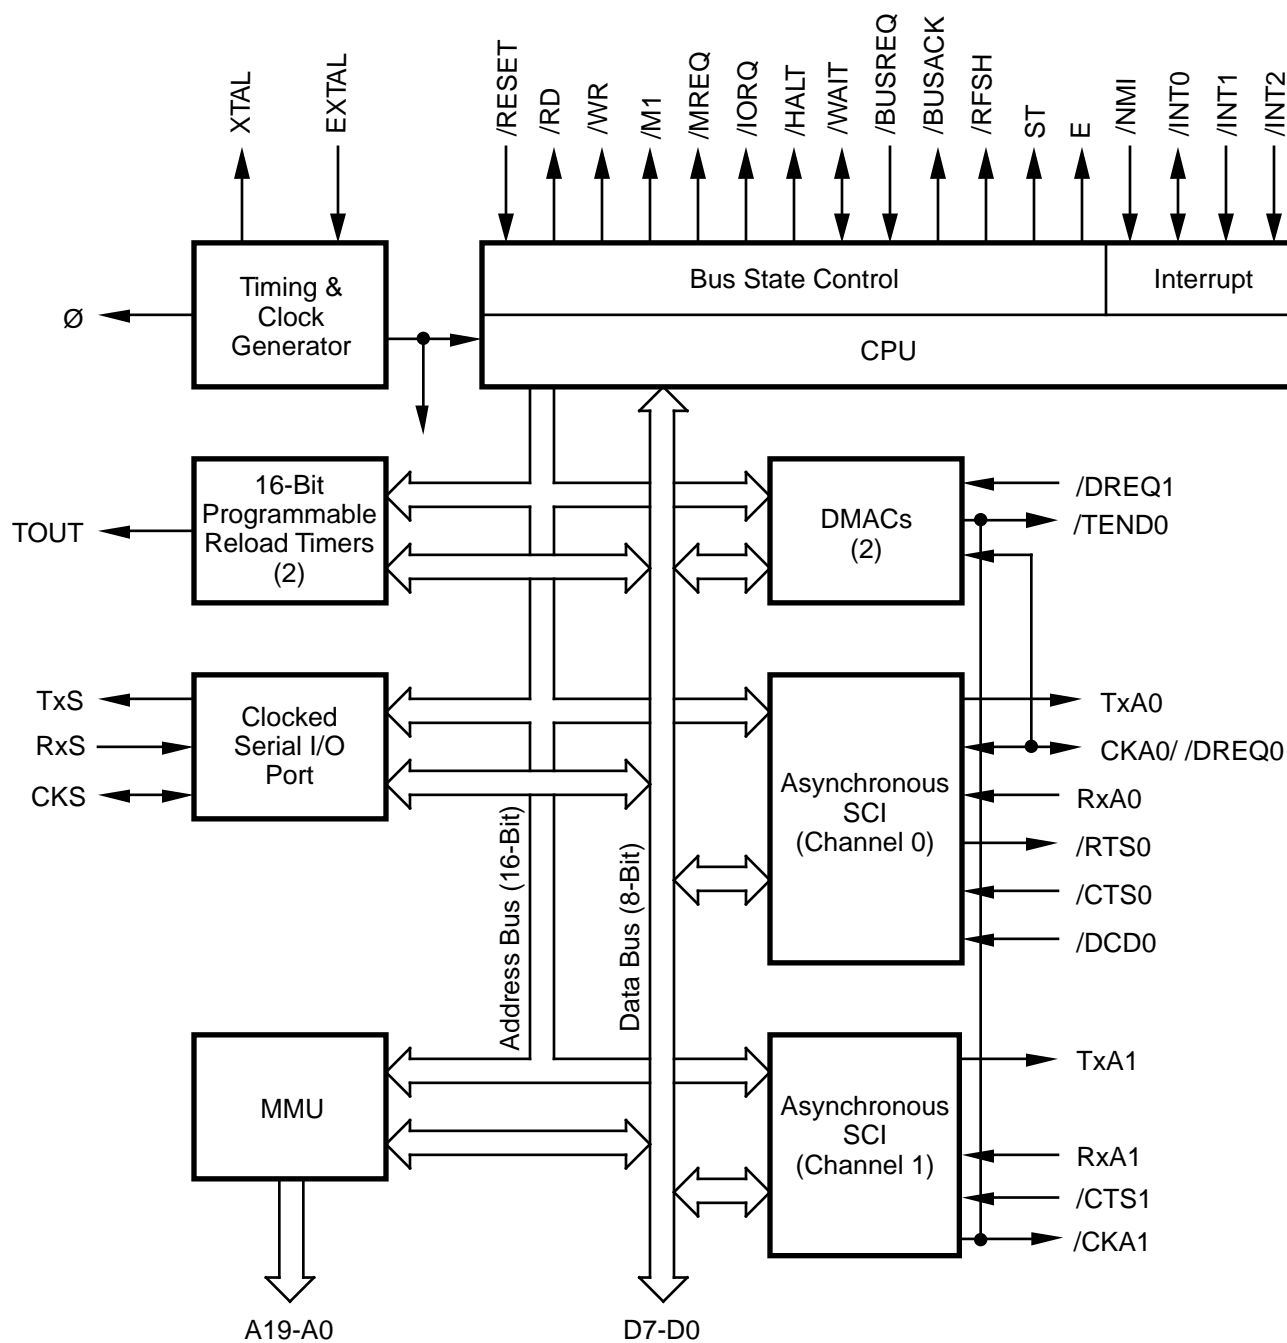 XTAL
EXTAL
/RESET
/RD
/WR
/M1
/MREQ
/IORQ
/HALT
/WAIT
/BUSREQ
/BUSACK
/RFSH
ST
E
/NMI
/INT0
/INT1
/INT2
Timing &
Clock
Generator
Ø
Bus State Control
Interrupt
CPU
16-Bit
Programmable
Reload Timers
(2)
TOUT
DMACs
(2)
/DREQ1
/TEND0
TxS
RxS
CKS
Clocked
Serial I/O
Port
Address Bus (16-Bit)
Data Bus (8-Bit)
Asynchronous
SCI
(Channel 0)
TxA0
CKA0/ /DREQ0
RxA0
/RTS0
/CTS0
/DCD0
MMU
Asynchronous
SCI
(Channel 1)
TxA1
RxA1
/CTS1
/CKA1
A19-A0
D7-D0